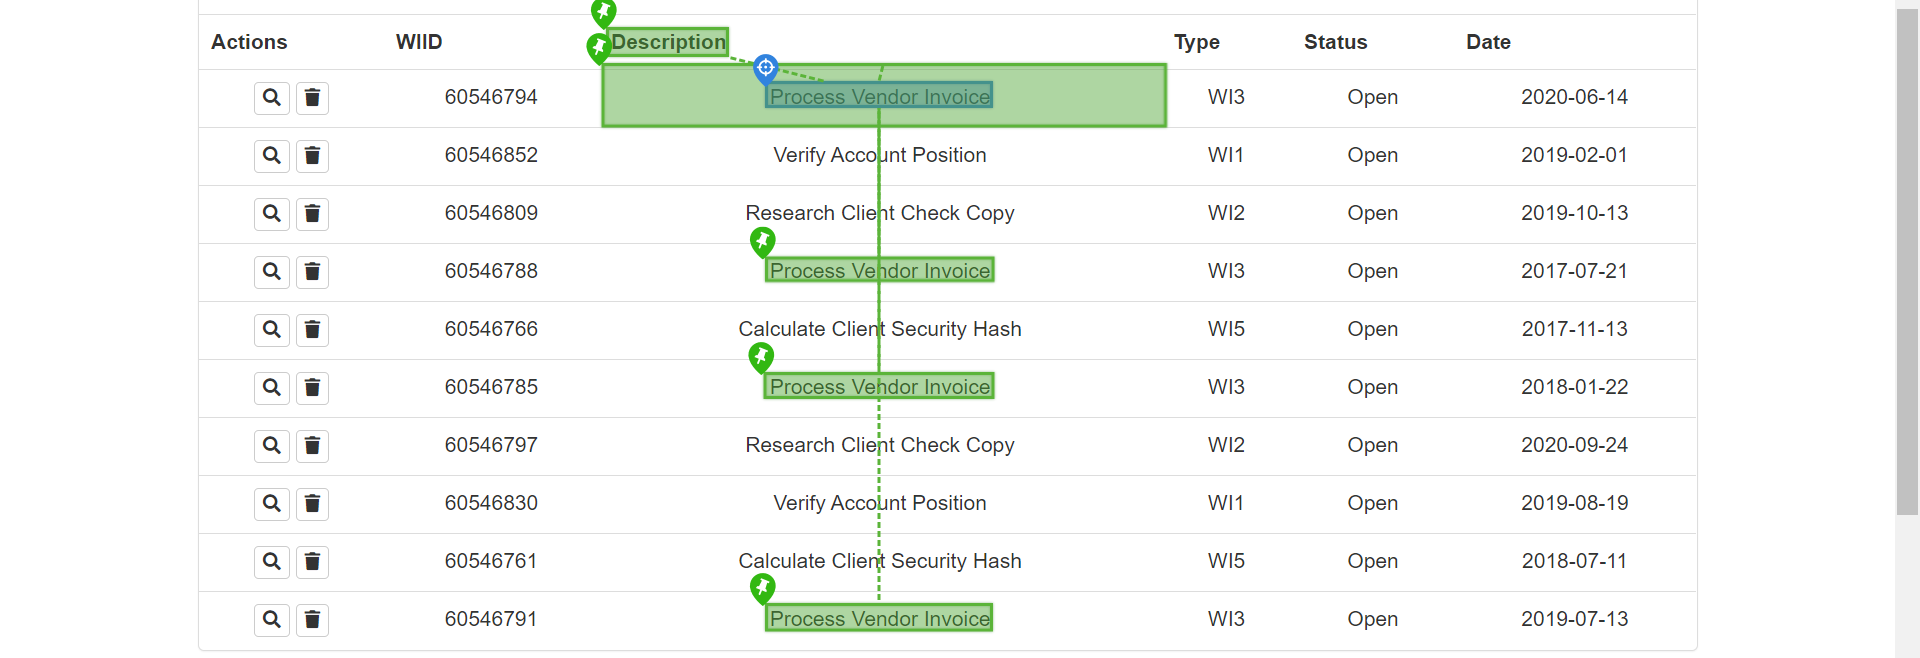 Actions WIID Description Type Status Date
60546794 Process Vendor Invoice WI3 Open 2020-06-14
60546852 Verify Account Position WI1 Open 2019-02-01
60546809 Research Client Check Copy WI2 Open 2019-10-13
60546788 Process Vendor Invoice WI3 Open 2017-07-21
60546766 Calculate Client Security Hash WI5 Open 2017-11-13
60546785 Process Vendor Invoice WI3 Open 2018-01-22
60546797 Research Client Check Copy WI2 Open 2020-09-24
60546830 Verify Account Position WI1 Open 2019-08-19
60546761 Calculate Client Security Hash WI5 Open 2018-07-11
60546791 Process Vendor Invoice WI3 Open 2019-07-13